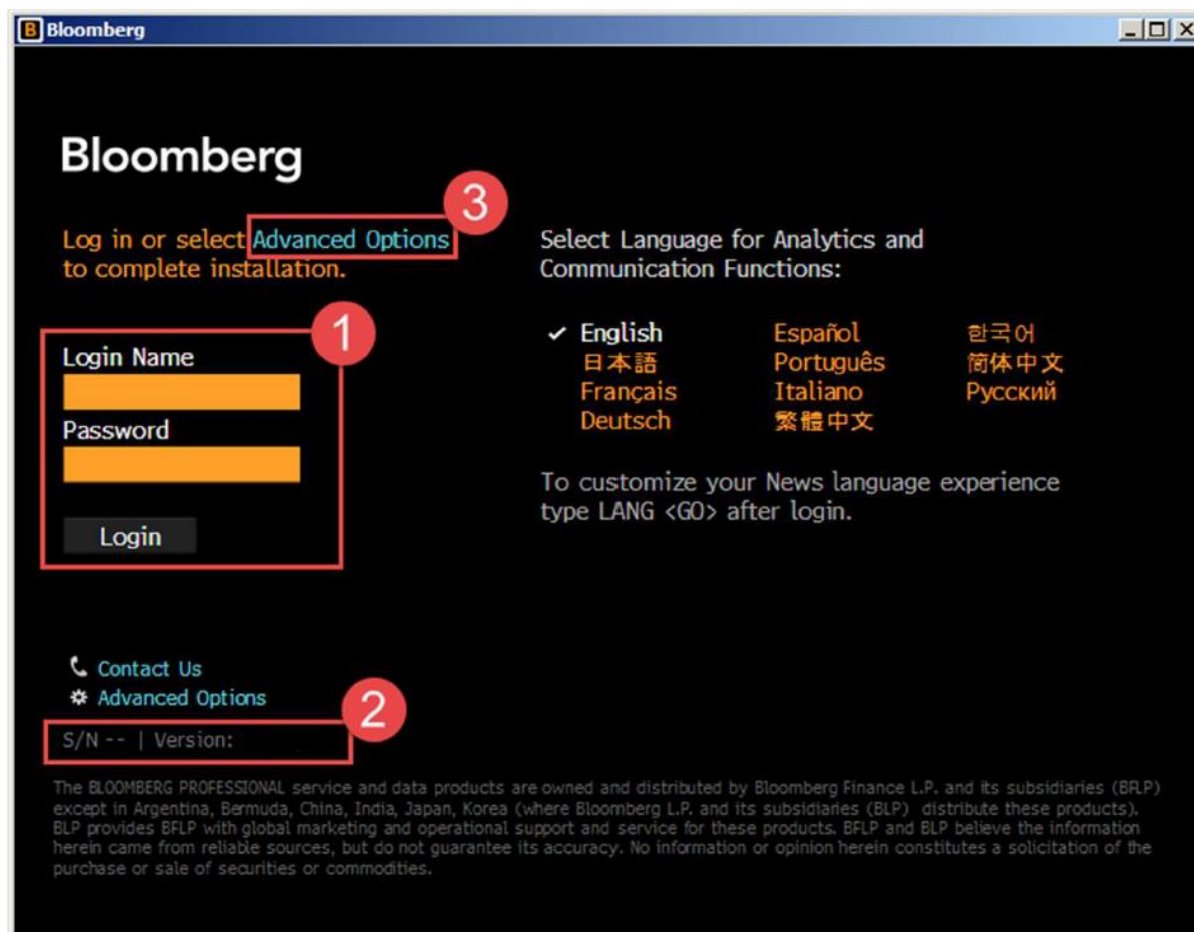 Bloomberg
Bloomberg
3
Log in or select Advanced Options
to complete installation.
1
Login Name
Password
Login
Select Language for Analytics and
Communication Functions:
English Español 한국어
日本語 Português 简体中文
Français Italiano Русский
Deutsch 繁體中文
To customize your News language experience
type LANG <GO> after login.
Contact Us
Advanced Options
2
S/N -- | Version:
The BLOOMBERG PROFESSIONAL service and data products are owned and distributed by Bloomberg Finance L.P. and its subsidiaries (BFLP)
except in Argentina, Bermuda, China, India, Japan, Korea (where Bloomberg L.P. and its subsidiaries (BLP) distribute these products).
BLP provides BFLP with global marketing and operational support and service for these products. BFLP and BLP believe the information
herein came from reliable sources, but do not guarantee its accuracy. No information or opinion herein constitutes a solicitation of the
purchase or sale of securities or commodities.